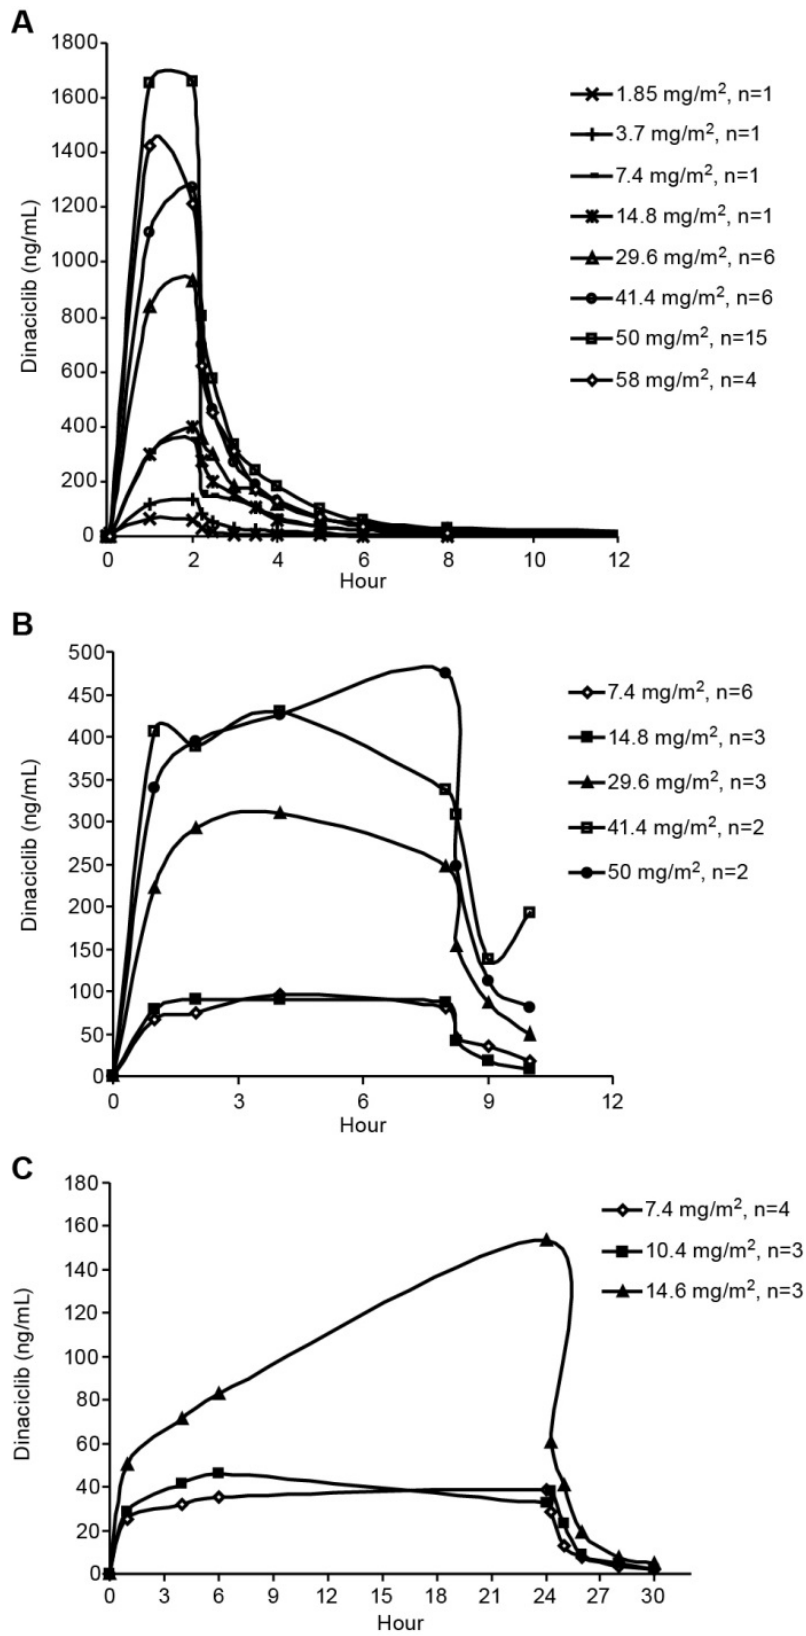 A
1800
1600
1400
1200
1000
800
600
400
200
0
Dinaciclib (ng/mL)
0 2 4 6 8 10 12
Hour
1.85 mg/m², n=1
3.7 mg/m², n=1
7.4 mg/m², n=1
14.8 mg/m², n=1
29.6 mg/m², n=6
41.4 mg/m², n=6
50 mg/m², n=15
58 mg/m², n=4
B
500
450
400
350
300
250
200
150
100
50
0
Dinaciclib (ng/mL)
0 3 6 9 12
Hour
7.4 mg/m², n=6
14.8 mg/m², n=3
29.6 mg/m², n=3
41.4 mg/m², n=2
50 mg/m², n=2
C
180
160
140
120
100
80
60
40
20
0
Dinaciclib (ng/mL)
0 3 6 9 12 15 18 21 24 27 30
Hour
7.4 mg/m², n=4
10.4 mg/m², n=3
14.6 mg/m², n=3